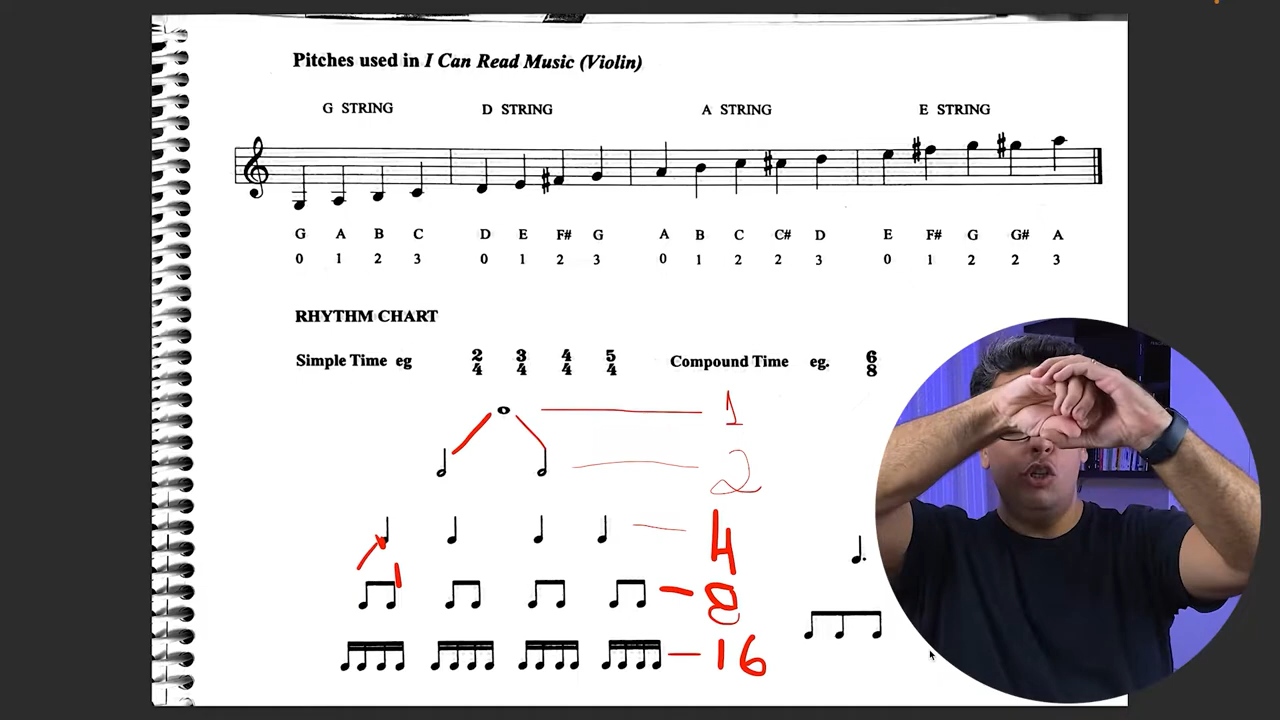 Pitches used in I Can Read Music (Violin)
G STRING D STRING A STRING E STRING
G A B C D E F# G A B C C# D E F# G G# A
0 1 2 3 0 1 2 3 0 1 2 2 3 0 1 2 2 3
RHYTHM CHART
Simple Time eg 2/4 3/4 4/4 5/4 Compound Time eg. 6/8
1
2
4
8
16